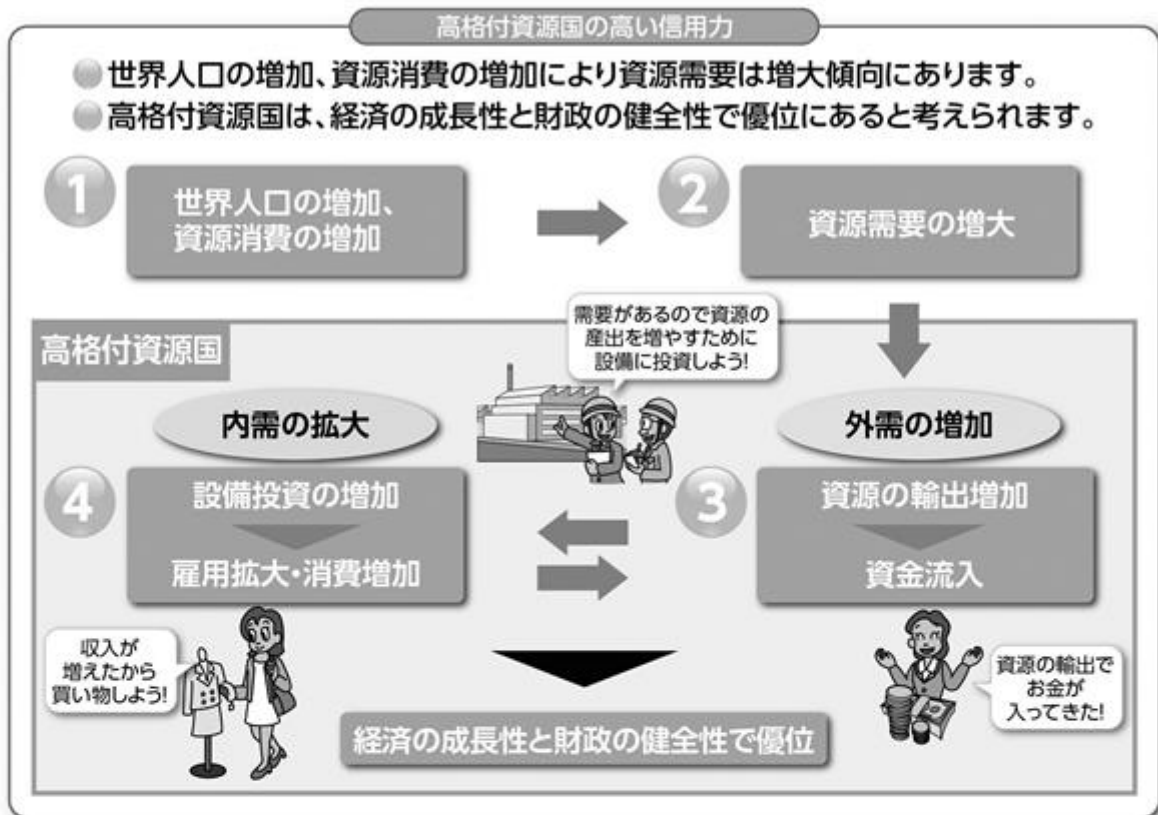 高格付資源国の高い信用力
●世界人口の増加、資源消費の増加により資源需要は増大傾向にあります。
●高格付資源国は、経済の成長性と財政の健全性で優位にあると考えられます。
1
世界人口の増加、
資源消費の増加
2
資源需要の増大
高格付資源国
需要があるので資源の
産出を増やすために
設備に投資しよう!
内需の拡大
外需の増加
4
設備投資の増加
雇用拡大・消費増加
3
資源の輸出増加
資金流入
収入が
増えたから
買い物しよう!
資源の輸出で
お金が
入ってきた!
経済の成長性と財政の健全性で優位